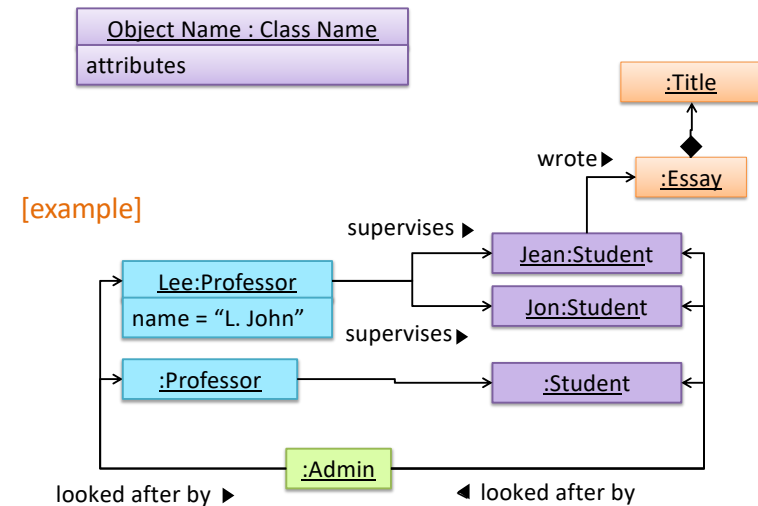 Object Name : Class Name
attributes
:Title
wrote▶
:Essay
[example]
supervises ▶
Jean:Student
Lee:Professor
name = “L. John”
Jon:Student
supervises▶
:Professor
:Student
:Admin
looked after by ▶
◀ looked after by